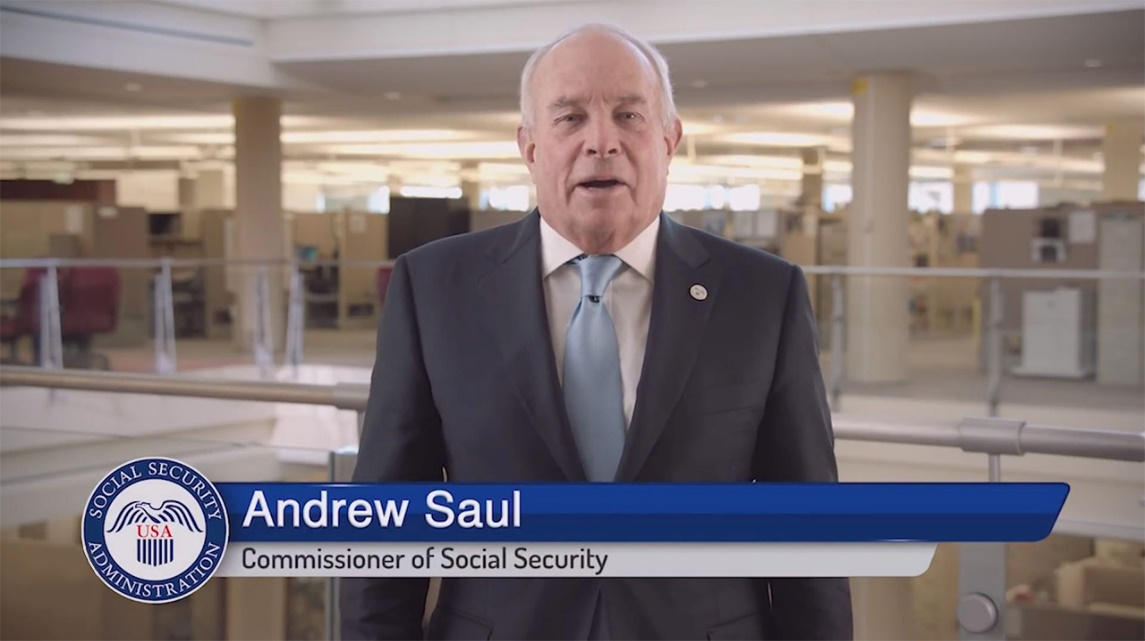 Andrew Saul
Commissioner of Social Security
SOCIAL SECURITY
ADMINISTRATION
USA